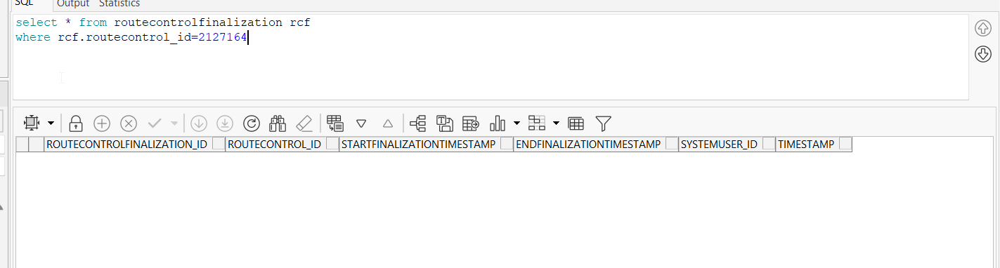 SQL Output Statistics
select * from routecontrolfinalization rcf
where rcf.routecontrol_id=2127164
ROUTECONTROLFINALIZATION_ID ROUTECONTROL_ID STARTFINALIZATIONTIMESTAMP ENDFINALIZATIONTIMESTAMP SYSTEMUSER_ID TIMESTAMP